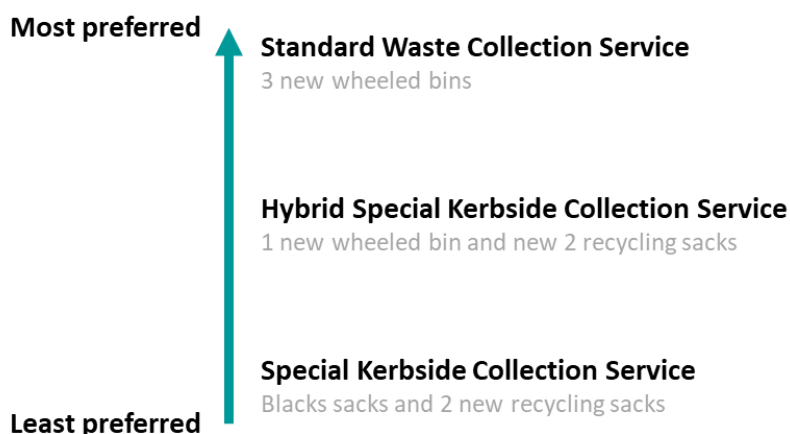 Most preferred
Standard Waste Collection Service
3 new wheeled bins
Hybrid Special Kerbside Collection Service
1 new wheeled bin and new 2 recycling sacks
Special Kerbside Collection Service
Blacks sacks and 2 new recycling sacks
Least preferred